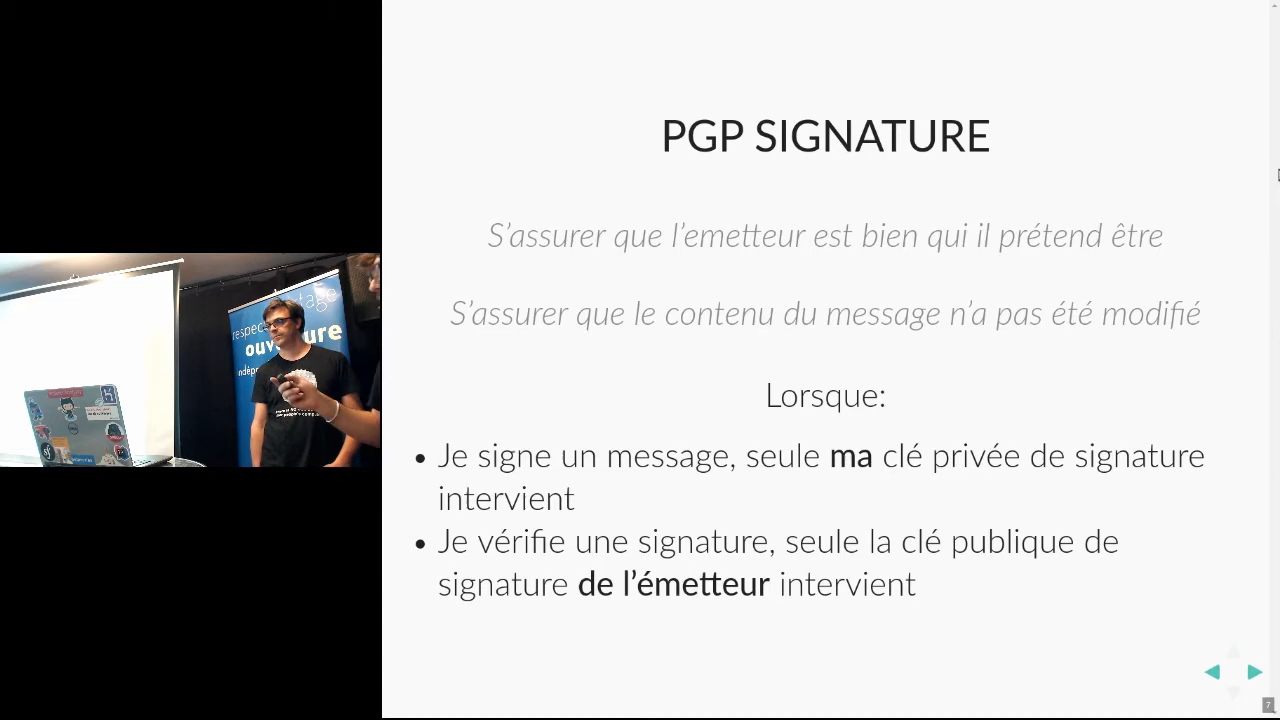 PGP SIGNATURE
S'assurer que l'emetteur est bien qui il prétend être
S'assurer que le contenu du message n'a pas été modifié
Lorsque:
• Je signe un message, seule ma clé privée de signature
intervient
• Je vérifie une signature, seule la clé publique de
signature de l'émetteur intervient
7